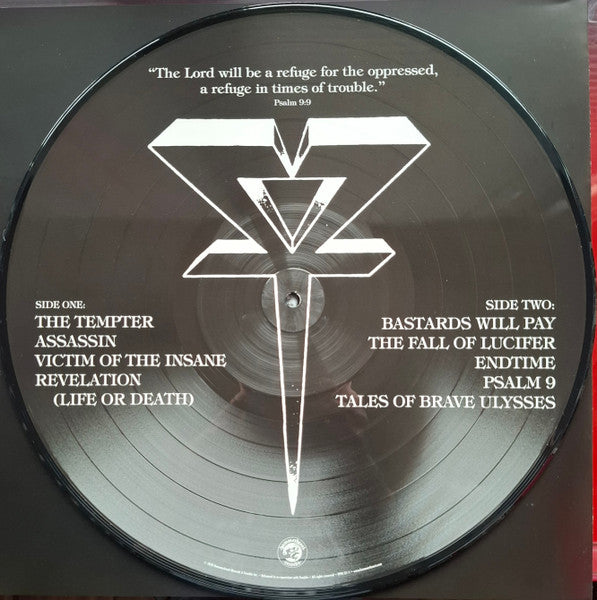 “The Lord will be a refuge for the oppressed,
a refuge in times of trouble.”
Psalm 9:9
SIDE ONE:
THE TEMPTER
ASSASSIN
VICTIM OF THE INSANE
REVELATION
(LIFE OR DEATH)
SIDE TWO:
BASTARDS WILL PAY
THE FALL OF LUCIFER
ENDTIME
PSALM 9
TALES OF BRAVE ULYSSES